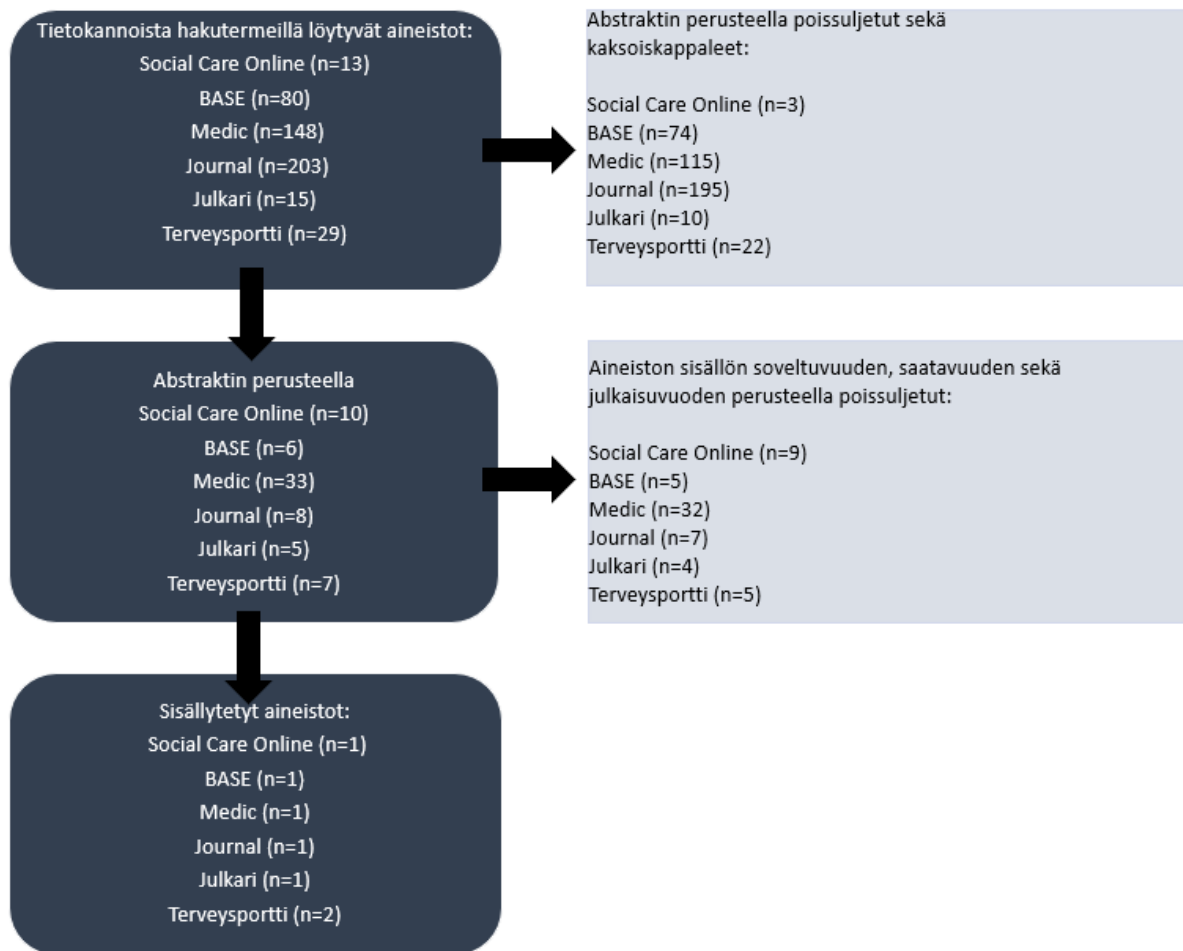 Tietokannoista hakutermeillä löytyvät aineistot:
Social Care Online (n=13)
BASE (n=80)
Medic (n=148)
Journal (n=203)
Julkari (n=15)
Terveysportti (n=29)
Abstraktin perusteella poissuljetut sekä
kaksoiskappaleet:
Social Care Online (n=3)
BASE (n=74)
Medic (n=115)
Journal (n=195)
Julkari (n=10)
Terveysportti (n=22)
Abstraktin perusteella
Social Care Online (n=10)
BASE (n=6)
Medic (n=33)
Journal (n=8)
Julkari (n=5)
Terveysportti (n=7)
Aineiston sisällön soveltuvuuden, saatavuuden sekä
julkaisuvuoden perusteella poissuljetut:
Social Care Online (n=9)
BASE (n=5)
Medic (n=32)
Journal (n=7)
Julkari (n=4)
Terveysportti (n=5)
Sisällytetyt aineistot:
Social Care Online (n=1)
BASE (n=1)
Medic (n=1)
Journal (n=1)
Julkari (n=1)
Terveysportti (n=2)